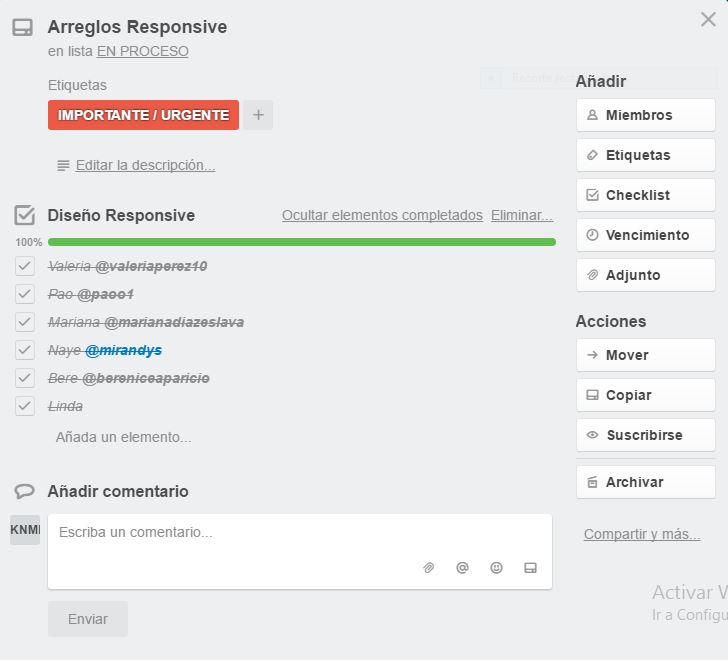 Arreglos Responsive
en lista EN PROCESO
Etiquetas
IMPORTANTE / URGENTE +
Editar la descripción...
Diseño Responsive Ocultar elementos completados Eliminar...
100%
Valeria @valeriaperez10
Pao @paoo1
Mariana @marianadiazeslava
Naye @mirandys
Bere @bereniceaparicio
Linda
Añada un elemento...
Añadir comentario
KNM
Escriba un comentario...
Enviar
Añadir
Miembros
Etiquetas
Checklist
Vencimiento
Adjunto
Acciones
Mover
Copiar
Suscribirse
Archivar
Compartir y más...
Activar W
Ir a Configu